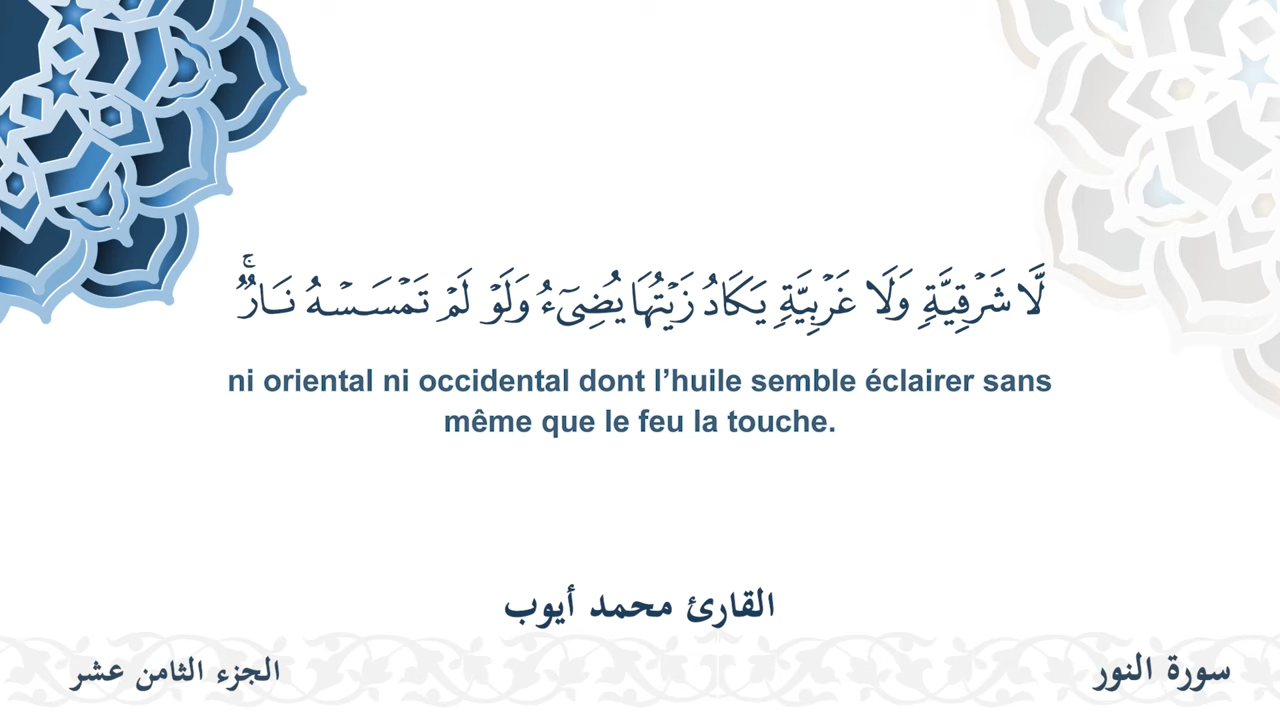 لَّا شَرْقِيَّةٍ وَلَا غَرْبِيَّةٍ يَكَادُ زَيْتُهَا يُضِىٓءُ وَلَوْ لَمْ تَمْسَسْهُ نَارٌ ۚ
ni oriental ni occidental dont l’huile semble éclairer sans
même que le feu la touche.
القارئ محمد أيوب
سورة النور
الجزء الثامن عشر